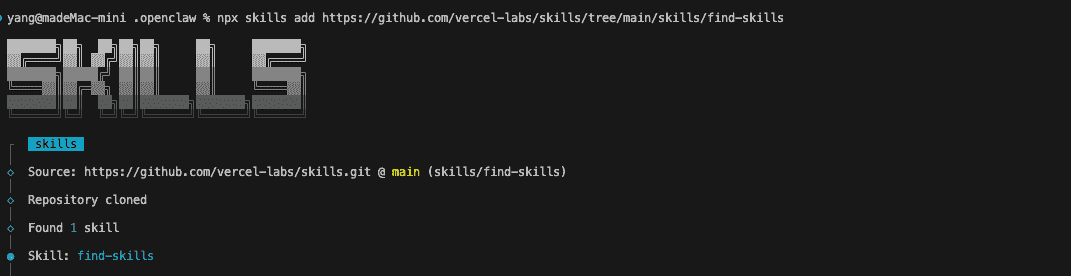 yang@madeMac-mini .openclaw % npx skills add https://github.com/vercel-labs/skills/tree/main/skills/find-skills
SKILLS
skills
Source: https://github.com/vercel-labs/skills.git @ main (skills/find-skills)
Repository cloned
Found 1 skill
Skill: find-skills